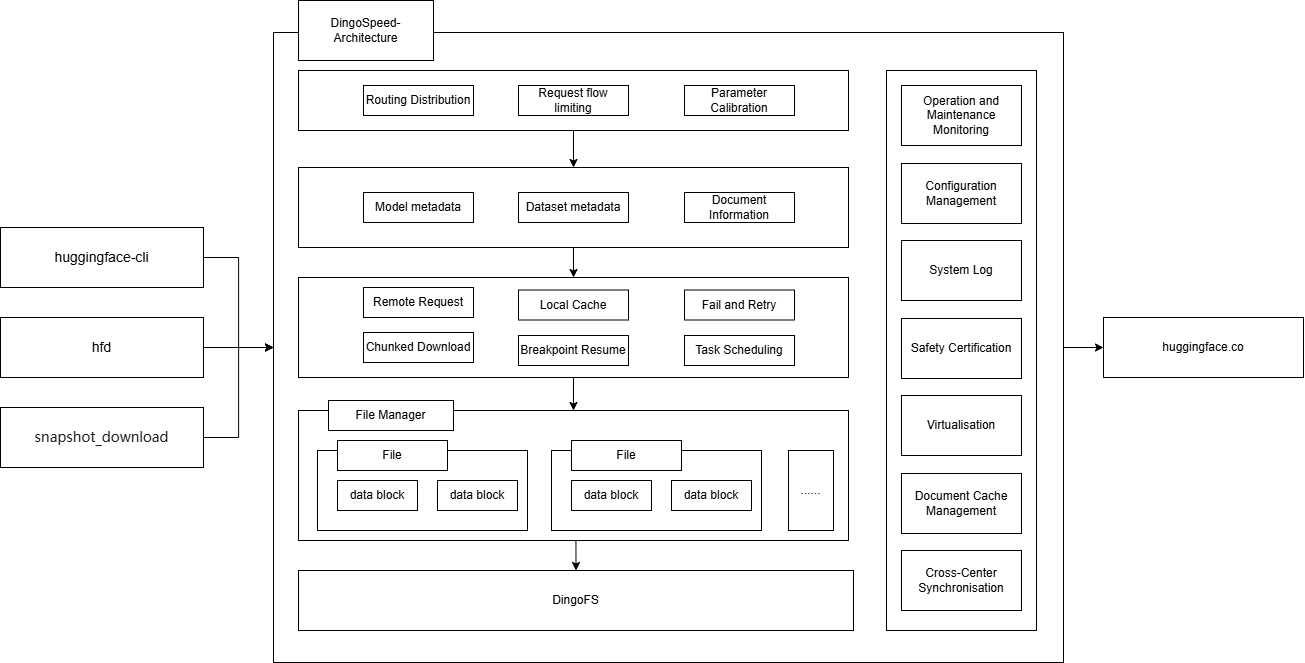 DingoSpeed-
Architecture
Routing Distribution
Request flow
limiting
Parameter
Calibration
Model metadata
Dataset metadata
Document
Information
Remote Request
Local Cache
Fail and Retry
Chunked Download
Breakpoint Resume
Task Scheduling
File Manager
File
data block
data block
File
data block
data block
......
DingoFS
huggingface-cli
hfd
snapshot_download
Operation and
Maintenance
Monitoring
Configuration
Management
System Log
Safety Certification
Virtualisation
Document Cache
Management
Cross-Center
Synchronisation
huggingface.co